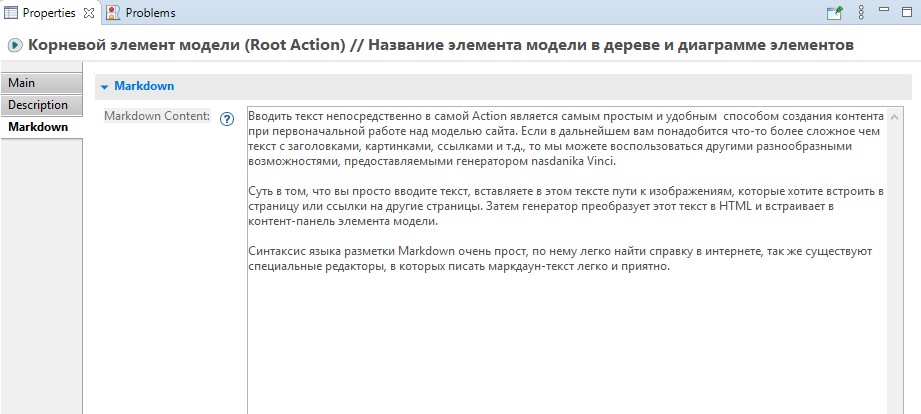 Properties Problems
Корневой элемент модели (Root Action) // Название элемента модели в дереве и диаграмме элементов
Main
Description
Markdown
Markdown
Markdown Content:
Вводить текст непосредственно в самой Action является самым простым и удобным  способом создания контента
при первоначальной работе над моделью сайта. Если в дальнейшем вам понадобится что-то более сложное чем
текст с заголовками, картинками, ссылками и т.д., то мы можете воспользоваться другими разнообразными
возможностями, предоставляемыми генератором nasdanika Vinci.
Суть в том, что вы просто вводите текст, вставляете в этом тексте пути к изображениям, которые хотите встроить в
страницу или ссылки на другие страницы. Затем генератор преобразует этот текст в HTML и встраивает в
контент-панель элемента модели.
Синтаксис языка разметки Markdown очень прост, по нему легко найти справку в интернете, так же существуют
специальные редакторы, в которых писать маркдаун-текст легко и приятно.